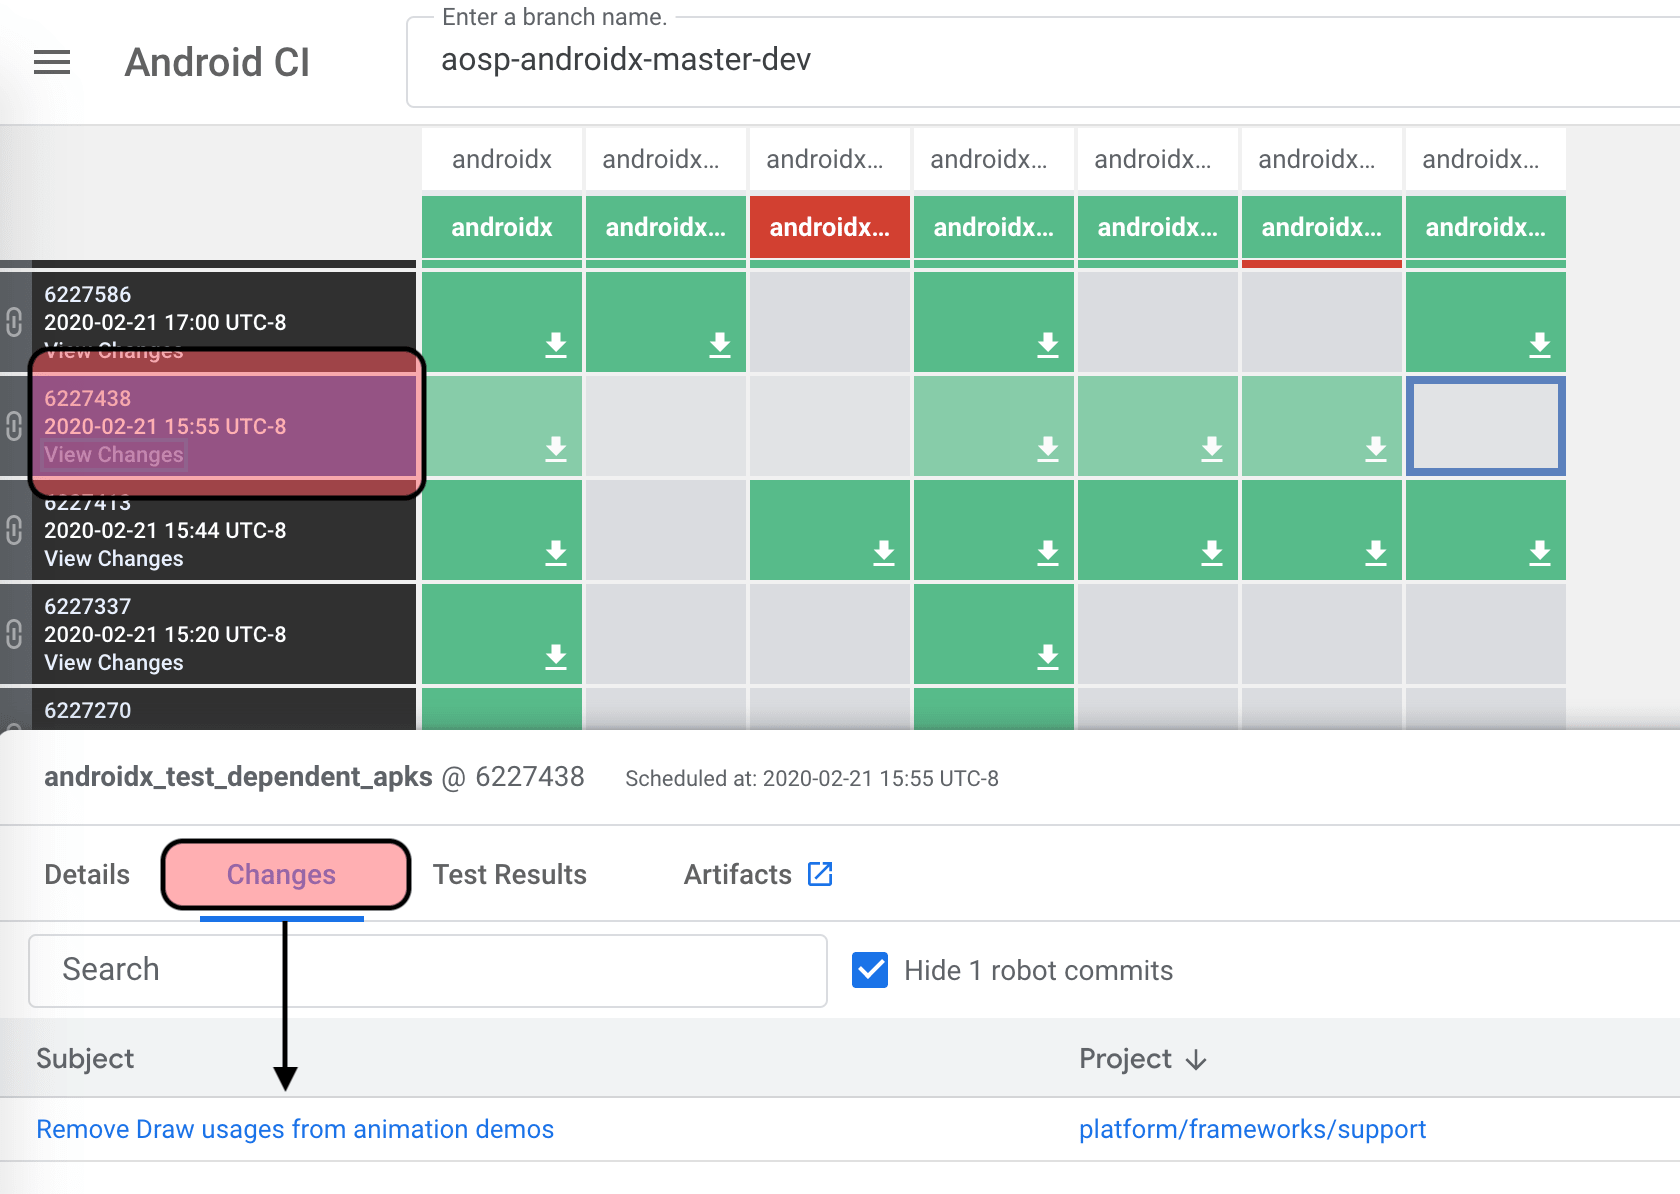 Enter a branch name.
Android CI
aosp-androidx-master-dev
androidx androidx... androidx... androidx... androidx... androidx... androidx...
androidx androidx... androidx... androidx... androidx... androidx... androidx...
6227586
2020-02-21 17:00 UTC-8
View Changes
6227438
2020-02-21 15:55 UTC-8
View Changes
6227413
2020-02-21 15:44 UTC-8
View Changes
6227337
2020-02-21 15:20 UTC-8
View Changes
6227270
androidx_test_dependent_apks @ 6227438 Scheduled at: 2020-02-21 15:55 UTC-8
Details Changes Test Results Artifacts
Search
Hide 1 robot commits
Subject Project
Remove Draw usages from animation demos platform/frameworks/support